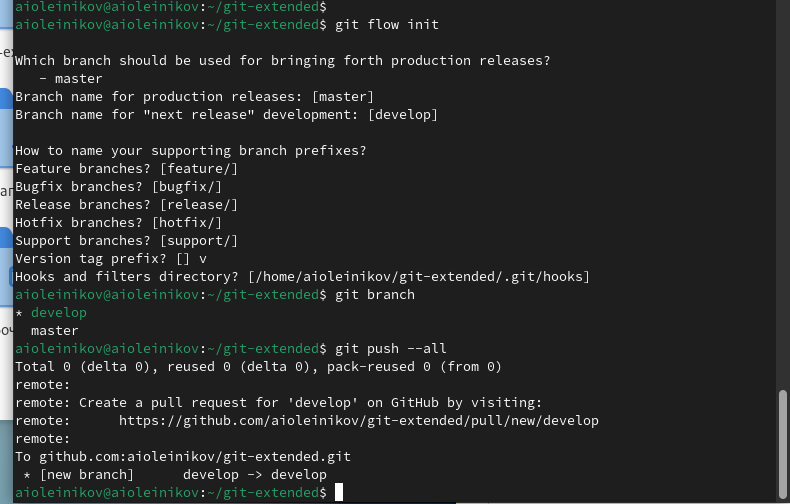 aioleinikov@aioleinikov:~/git-extended$
aioleinikov@aioleinikov:~/git-extended$ git flow init
Which branch should be used for bringing forth production releases?
   - master
Branch name for production releases: [master]
Branch name for "next release" development: [develop]
How to name your supporting branch prefixes?
Feature branches? [feature/]
Bugfix branches? [bugfix/]
Release branches? [release/]
Hotfix branches? [hotfix/]
Support branches? [support/]
Version tag prefix? [] v
Hooks and filters directory? [/home/aioleinikov/git-extended/.git/hooks]
aioleinikov@aioleinikov:~/git-extended$ git branch
* develop
  master
aioleinikov@aioleinikov:~/git-extended$ git push --all
Total 0 (delta 0), reused 0 (delta 0), pack-reused 0 (from 0)
remote:
remote: Create a pull request for 'develop' on GitHub by visiting:
remote:      https://github.com/aioleinikov/git-extended/pull/new/develop
remote:
To github.com:aioleinikov/git-extended.git
 * [new branch]      develop -> develop
aioleinikov@aioleinikov:~/git-extended$